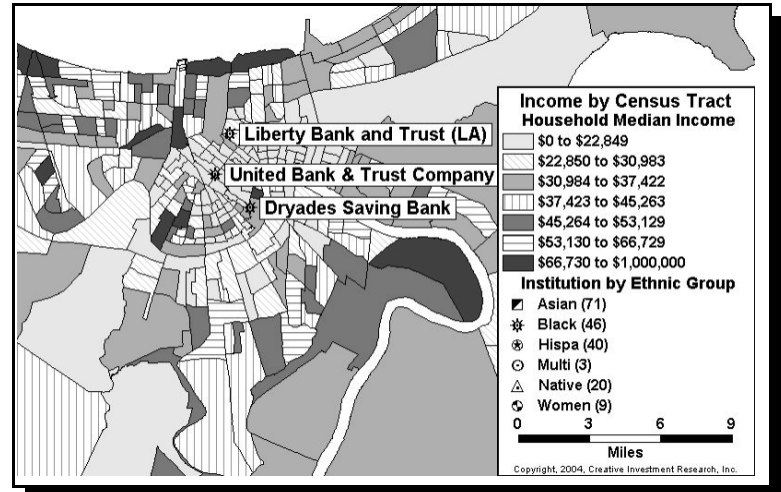 Liberty Bank and Trust (LA)
United Bank & Trust Company
Dryades Saving Bank
Income by Census Tract
Household Median Income
$0 to $22,849
$22,850 to $30,983
$30,984 to $37,422
$37,423 to $45,263
$45,264 to $53,129
$53,130 to $66,729
$66,730 to $1,000,000
Institution by Ethnic Group
Asian (71)
Black (46)
Hispa (40)
Multi (3)
Native (20)
Women (9)
0 3 6 9
Miles
Copyright, 2004, Creative Investment Research, Inc.